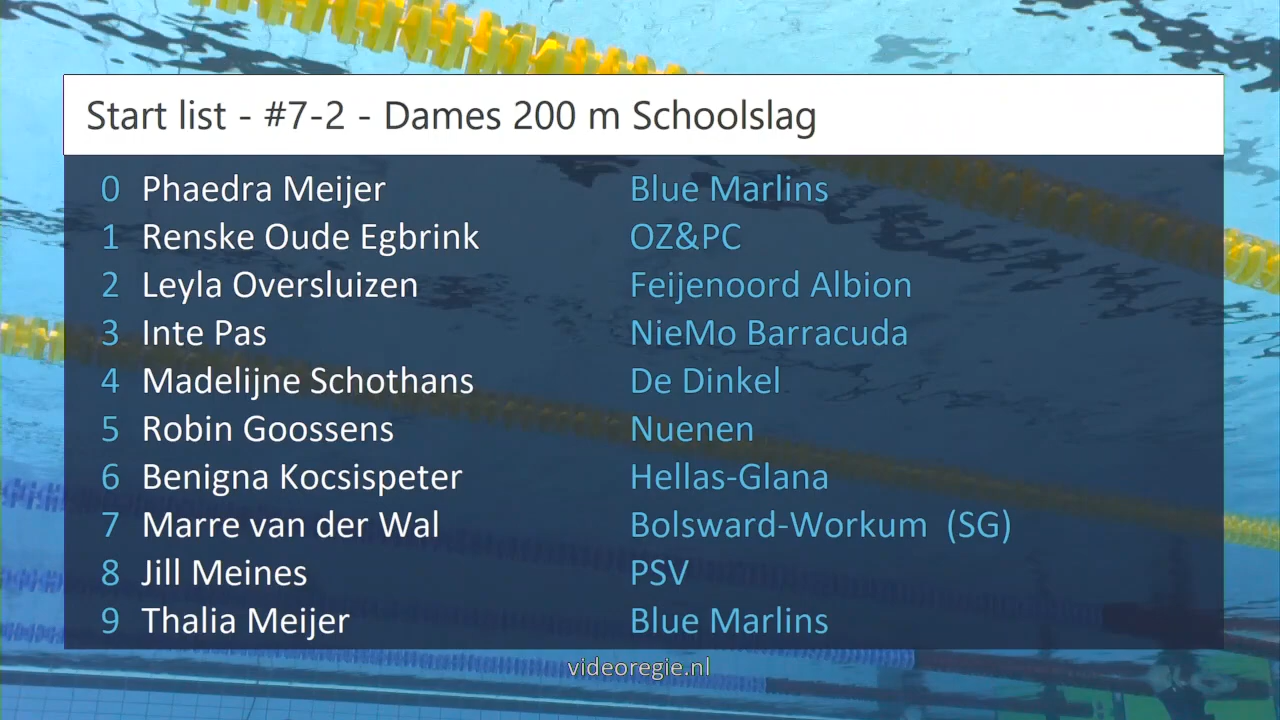 Start list - #7-2 - Dames 200 m Schoolslag
0 Phaedra Meijer Blue Marlins
1 Renske Oude Egbrink OZ&PC
2 Leyla Oversluizen Feijenoord Albion
3 Inte Pas NieMo Barracuda
4 Madelijne Schothans De Dinkel
5 Robin Goossens Nuenen
6 Benigna Kocsispeter Hellas-Glana
7 Marre van der Wal Bolsward-Workum (SG)
8 Jill Meines PSV
9 Thalia Meijer Blue Marlins
videoregie.nl